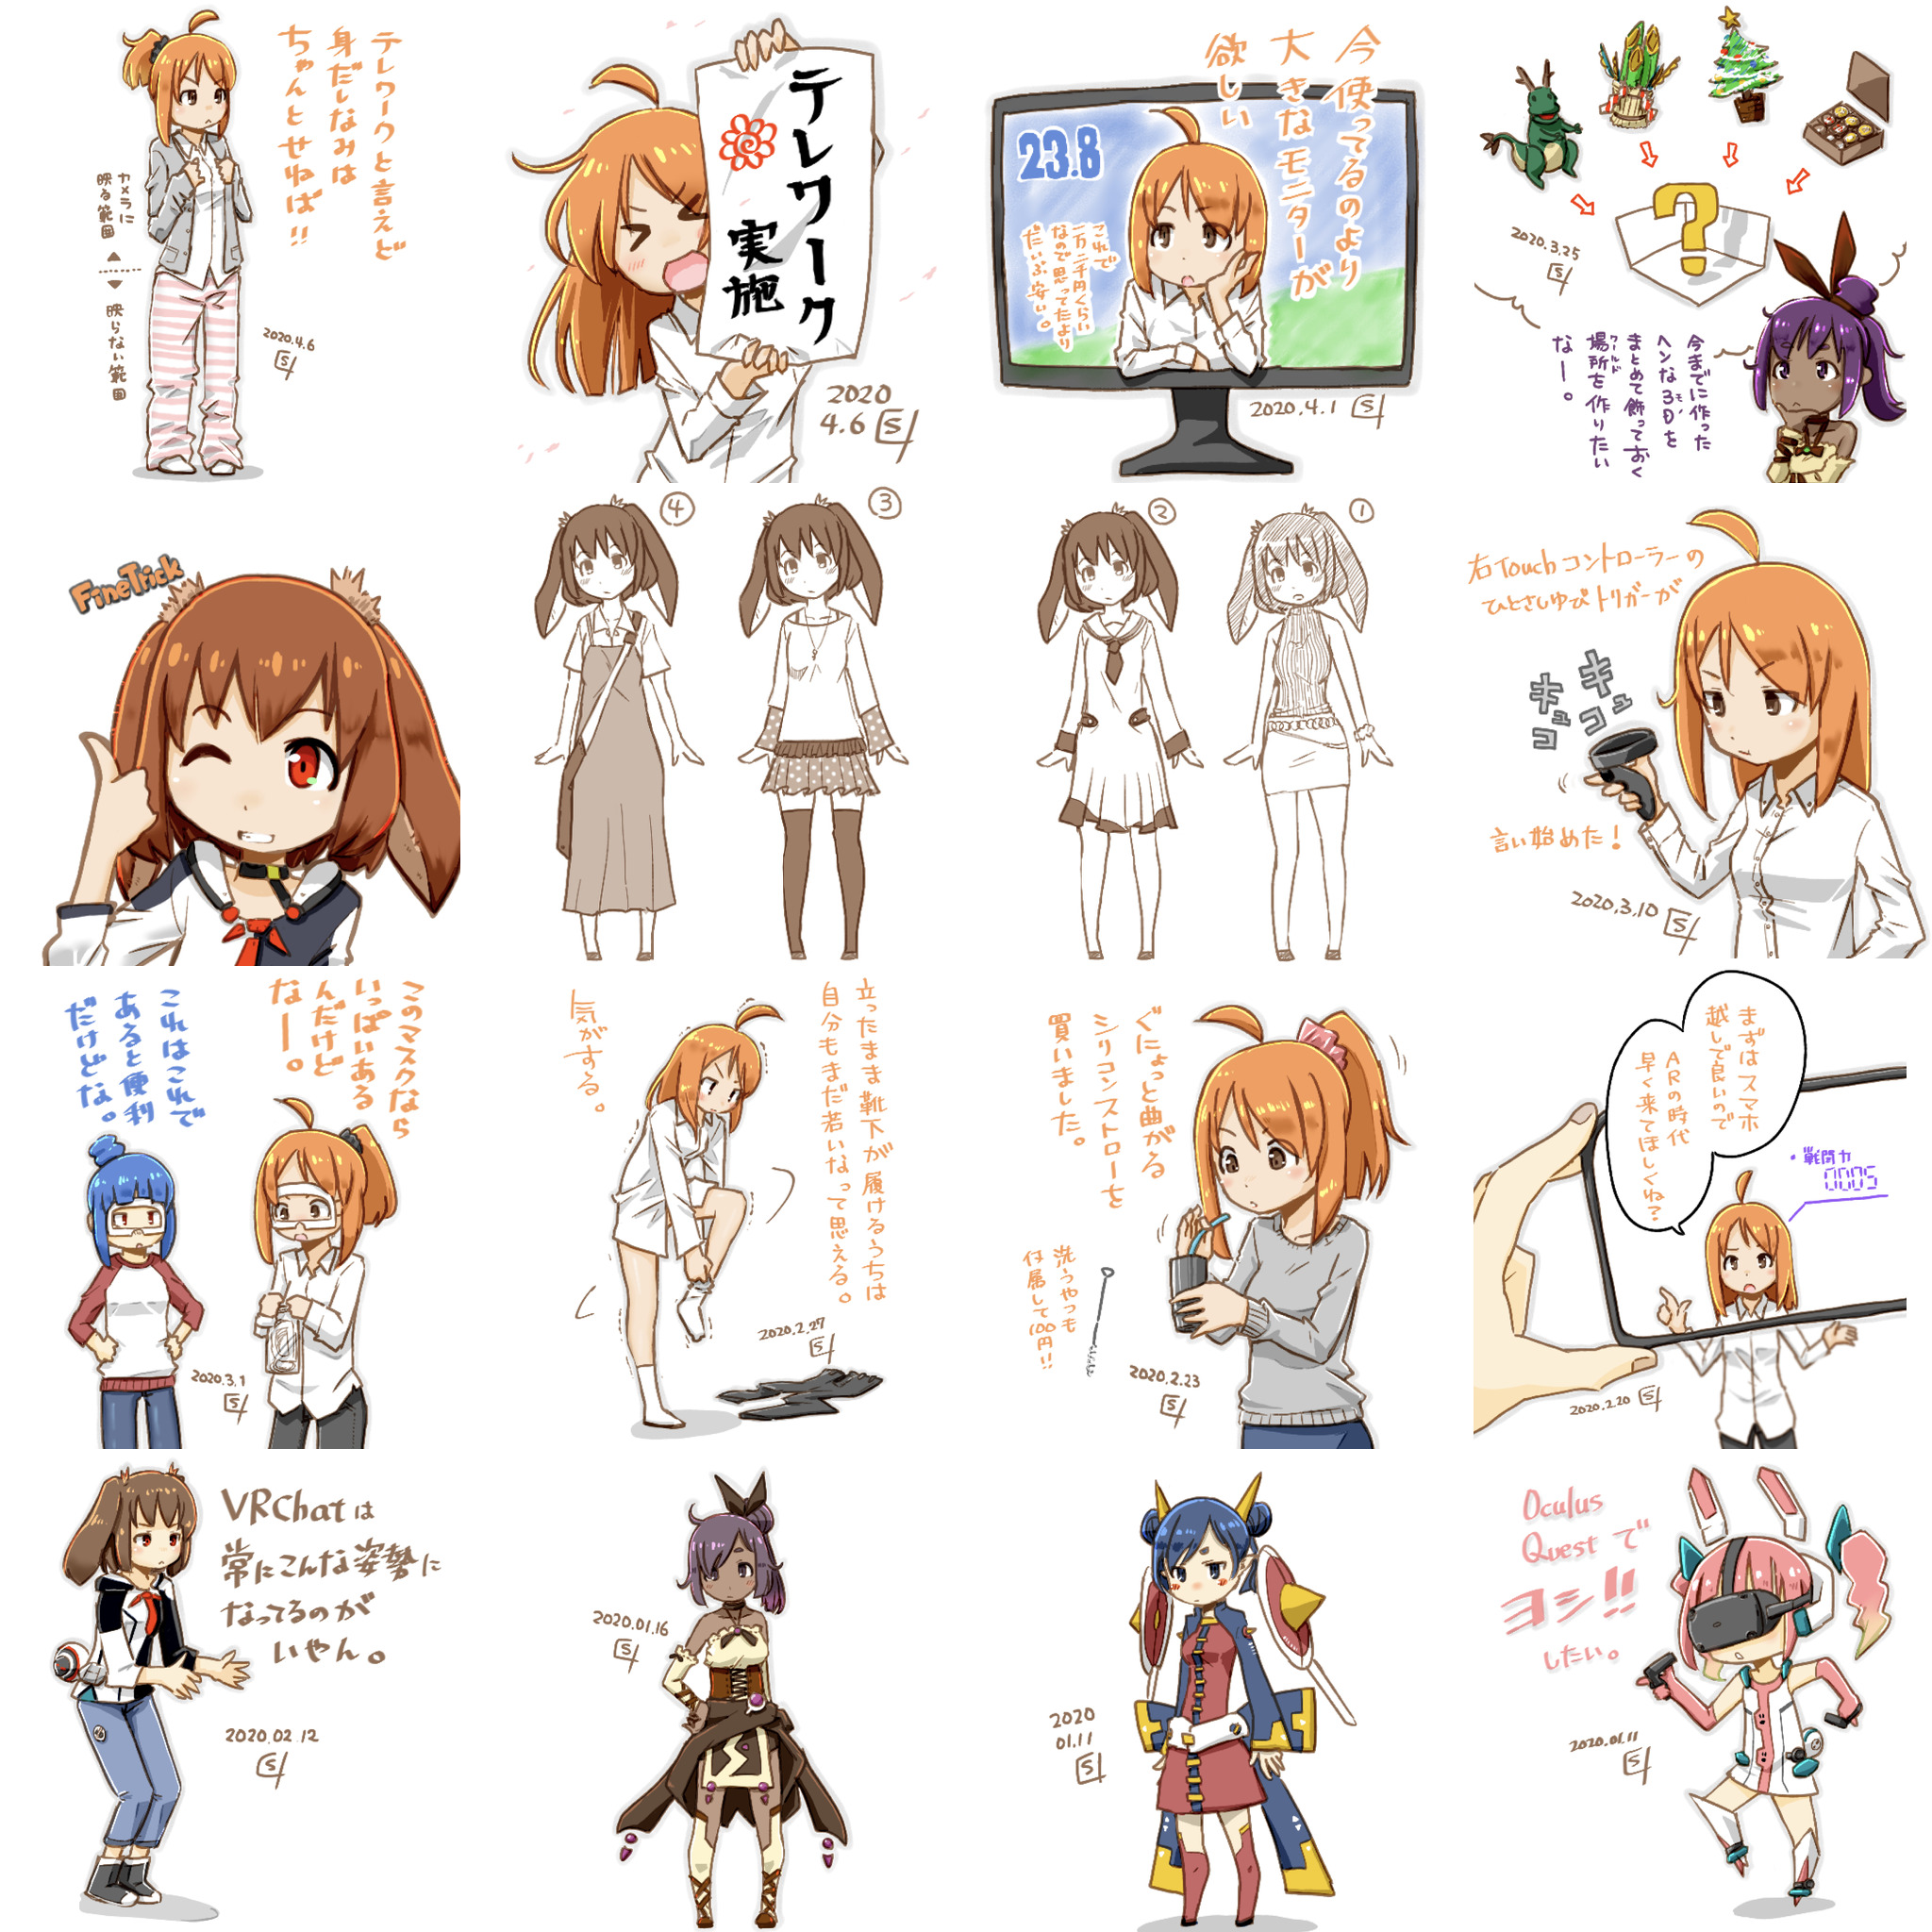 テレワークと言えど
身だしなみは
ちゃんとせねば!!
カメラに
映る範囲
映らない範囲
2020.4.6
テレワーク
実施
2020
4.6
今使ってるのより
大きなモニターが
欲しい
23.8
これで
一万二千円くらい
なので思ってたより
だいぶ安い。
2020.4.1
2020.3.25
今までに作った
ヘンな3Dモノを
まとめて飾っておく
場所を作りたい
ワールド
なー。
FineTrick
④
③
②
①
右Touchコントローラーの
ひとさしゆびトリガーが
キュコ
キュコ
言い始めた!
2020.3.10
このマスクなら
いっぱいある
んだけど
なー。
これはこれで
あると便利
だけどな。
2020.3.1
立ったまま靴下が履けるうちは
自分もまだ若いなって思える。
気がする。
2020.2.27
ぐにょっと曲がる
シリコンストローを
買いました。
洗うやつも
付属して100円!!
2020.2.23
まずはスマホ
越しで良いので
ARの時代
早く来てほしくね?
・戦闘力
0005
2020.2.20
VRChatは
常にこんな姿勢に
なってるのが
いやん。
2020.02.12
2020.01.16
2020
01.11
Oculus
Questで
ヨシ!!
したい。
2020.01.11